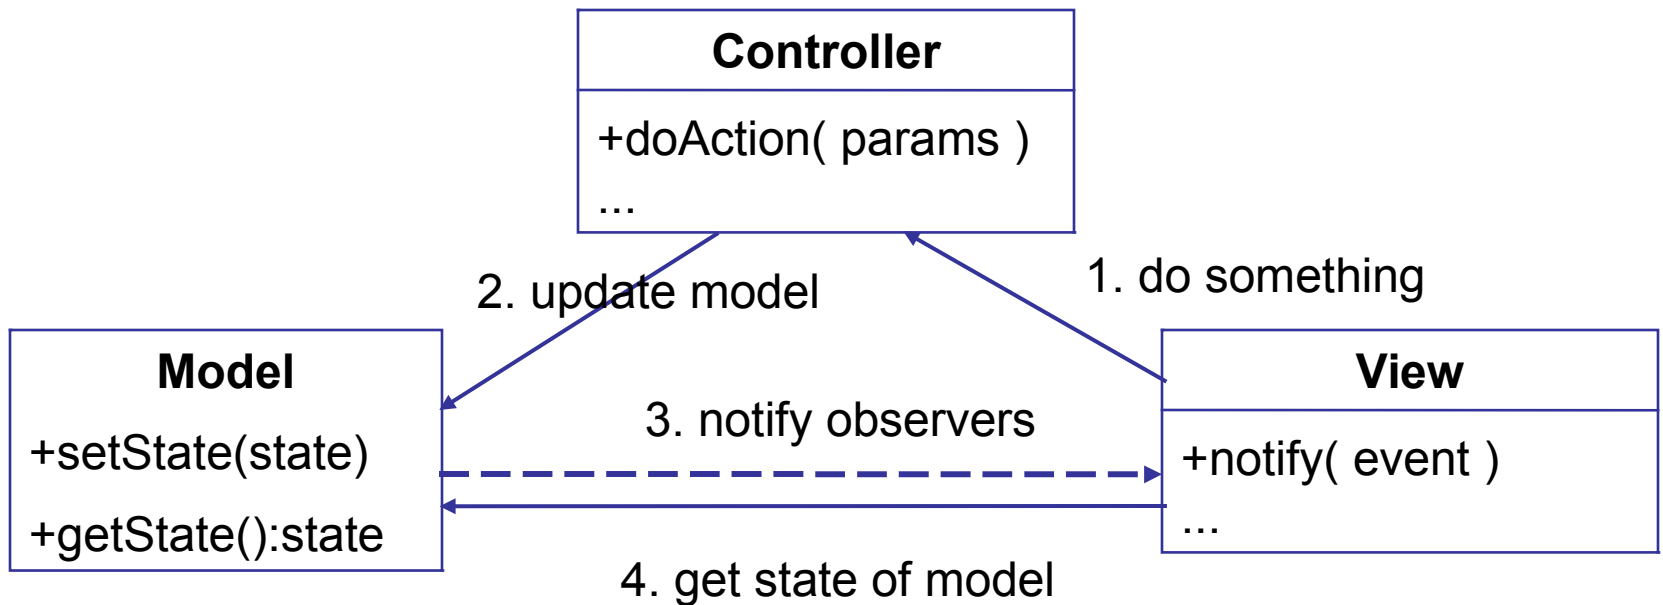 Controller
+doAction( params )
...
1. do something
2. update model
Model
+setState(state)
+getState():state
3. notify observers
View
+notify( event )
...
4. get state of model